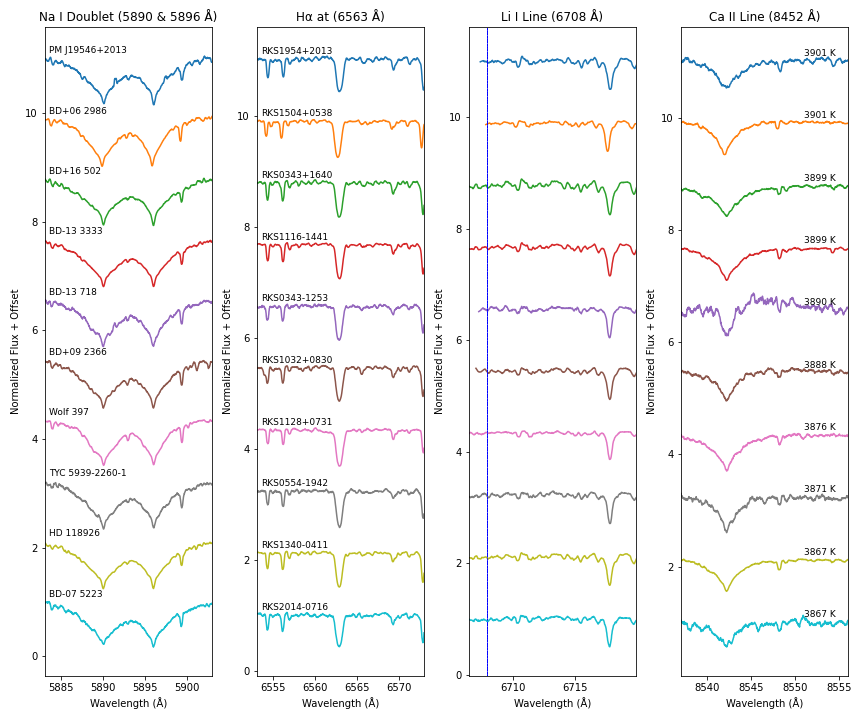 Na I Doublet (5890 & 5896 Å)
Normalized Flux + Offset
10
8
6
4
2
0
PM J19546+2013
BD+06 2986
BD+16 502
BD-13 3333
BD-13 718
BD+09 2366
Wolf 397
TYC 5939-2260-1
HD 118926
BD-07 5223
5885 5890 5895 5900
Wavelength (Å)
Hα at (6563 Å)
Normalized Flux + Offset
10
8
6
4
2
0
RKS1954+2013
RKS1504+0538
RKS0343+1640
RKS1116-1441
RKS0343-1253
RKS1032+0830
RKS1128+0731
RKS0554-1942
RKS1340-0411
RKS2014-0716
6555 6560 6565 6570
Wavelength (Å)
Li I Line (6708 Å)
Normalized Flux + Offset
10
8
6
4
2
0
6710 6715
Wavelength (Å)
Ca II Line (8452 Å)
Normalized Flux + Offset
10
8
6
4
2
3901 K
3901 K
3899 K
3899 K
3890 K
3888 K
3876 K
3871 K
3867 K
3867 K
8540 8545 8550 8555
Wavelength (Å)